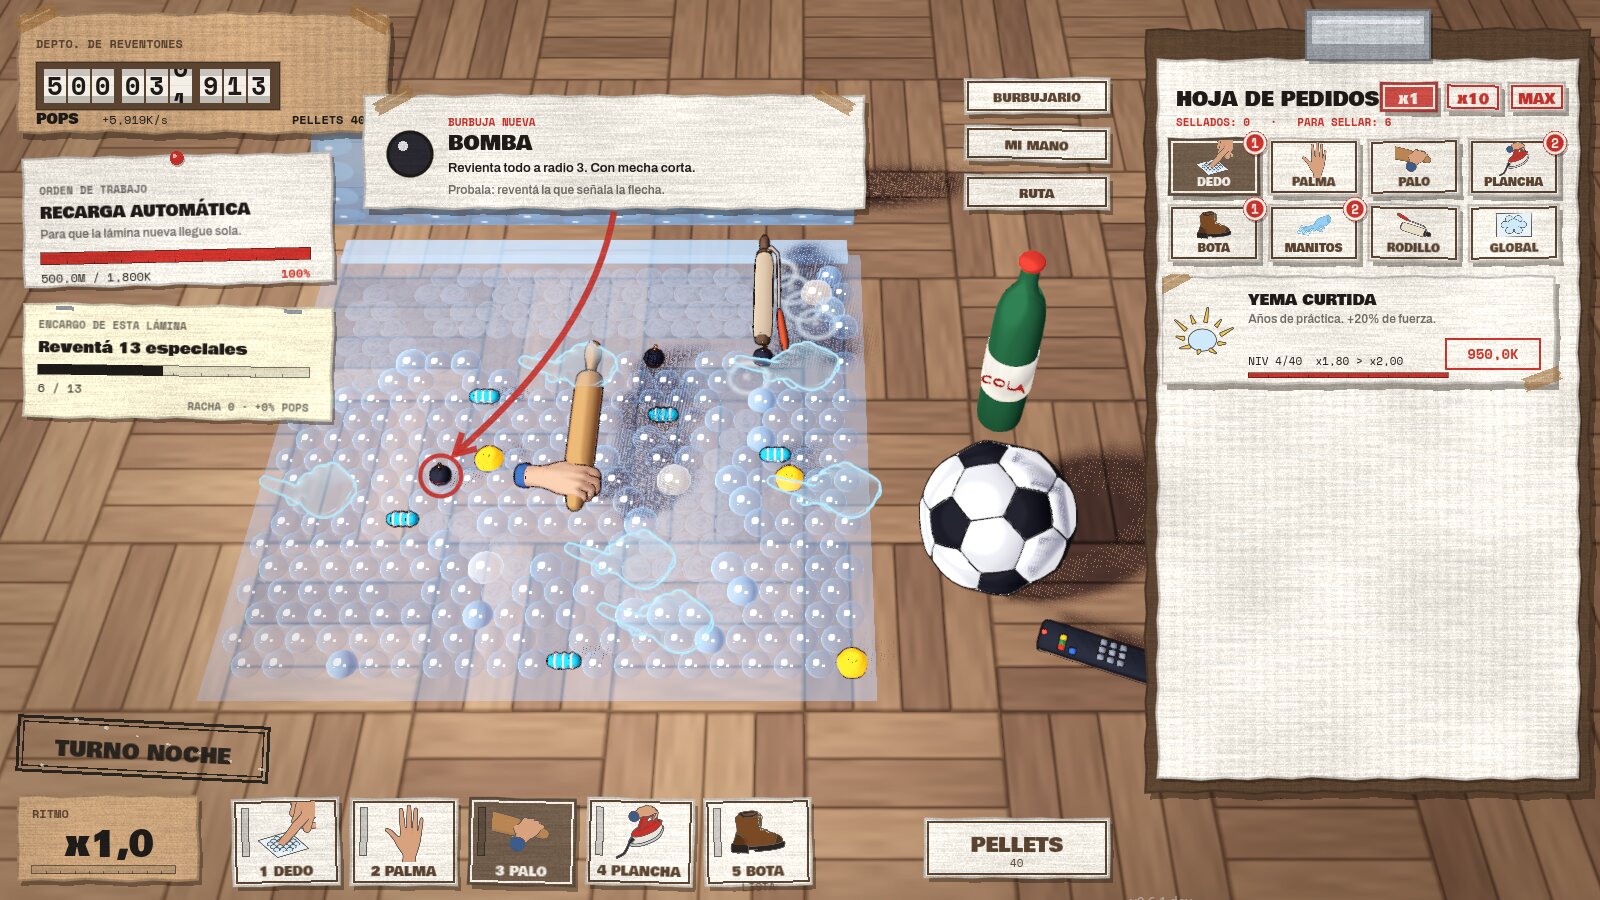 DEPTO. DE REVENTONES
500 03 913
POPS +5,919K/s PELLETS 40
ORDEN DE TRABAJO
RECARGA AUTOMÁTICA
Para que la lámina nueva llegue sola.
500.0M / 1,800K 100%
ENCARGO DE ESTA LÁMINA
Reventá 13 especiales
6 / 13
RACHA 0 · +0% POPS
BURBUJA NUEVA
BOMBA
Revienta todo a radio 3. Con mecha corta.
Probala: reventá la que señala la flecha.
BURBUJARIO
MI MANO
RUTA
COLA
HOJA DE PEDIDOS
x1
x10
MAX
SELLADOS: 0 · PARA SELLAR: 6
DEDO 1
PALMA
PALO
PLANCHA 2
BOTA 1
MANITOS 2
RODILLO
GLOBAL
YEMA CURTIDA
Años de práctica. +20% de fuerza.
NIV 4/40 x1,80 > x2,00
950,0K
TURNO NOCHE
RITMO
x1,0
1 DEDO
2 PALMA
3 PALO
4 PLANCHA
5 BOTA
PELLETS
40